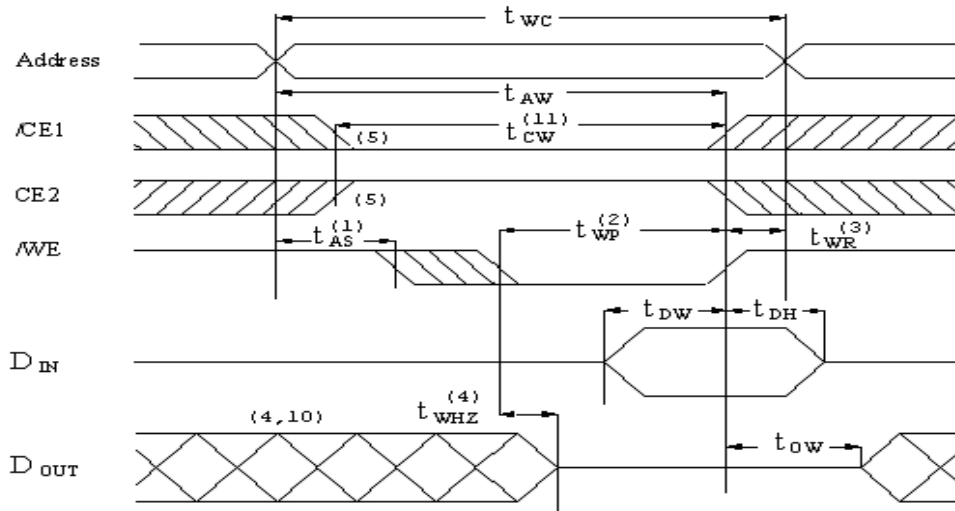 t WC
Address
t AW
/CE1
(5)
t CW (11)
CE2
(5)
/WE
t AS (1)
t WP (2)
t WR (3)
t DW
t DH
D IN
(4,10)
t WHZ (4)
t OW
D OUT